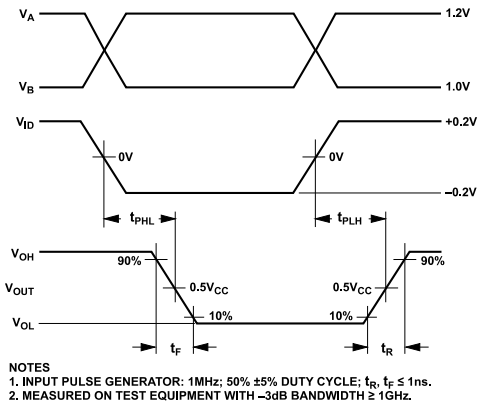 VA 1.2V
VB 1.0V
VID +0.2V
0V 0V
–0.2V
tPHL tPLH
VOH 90% 90%
VOUT 0.5VCC 0.5VCC
10% 10%
VOL
tF tR
NOTES
1. INPUT PULSE GENERATOR: 1MHz; 50% ±5% DUTY CYCLE; tR, tF ≤ 1ns.
2. MEASURED ON TEST EQUIPMENT WITH –3dB BANDWIDTH ≥ 1GHz.